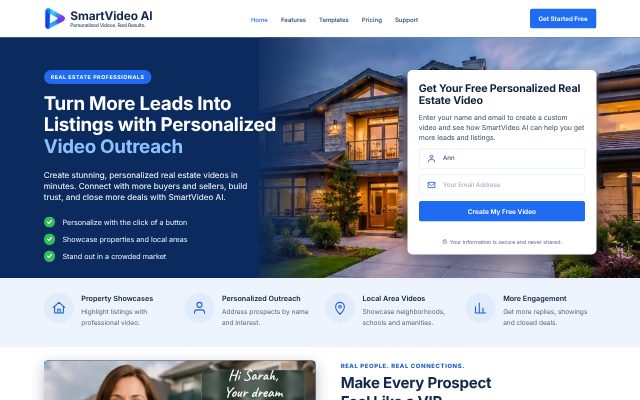 SmartVideo AI
Personalized Videos. Real Results.
Home Features Templates Pricing Support
Get Started Free
REAL ESTATE PROFESSIONALS
Turn More Leads Into
Listings with Personalized
Video Outreach
Create stunning, personalized real estate videos in
minutes. Connect with more buyers and sellers, build
trust, and close more deals with SmartVideo AI.
Personalize with the click of a button
Showcase properties and local areas
Stand out in a crowded market
Get Your Free Personalized Real
Estate Video
Enter your name and email to create a custom
video and see how SmartVideo AI can help you get
more leads and listings.
Ann
Your Email Address
Create My Free Video
Your information is secure and never shared.
Property Showcases
Highlight listings with
professional video.
Personalized Outreach
Address prospects by name
and interest.
Local Area Videos
Showcase neighborhoods,
schools and amenities.
More Engagement
Get more replies, showings
and closed deals.
Hi Sarah,
Your dream
REAL PEOPLE. REAL CONNECTIONS.
Make Every Prospect
Feel Like a VIP